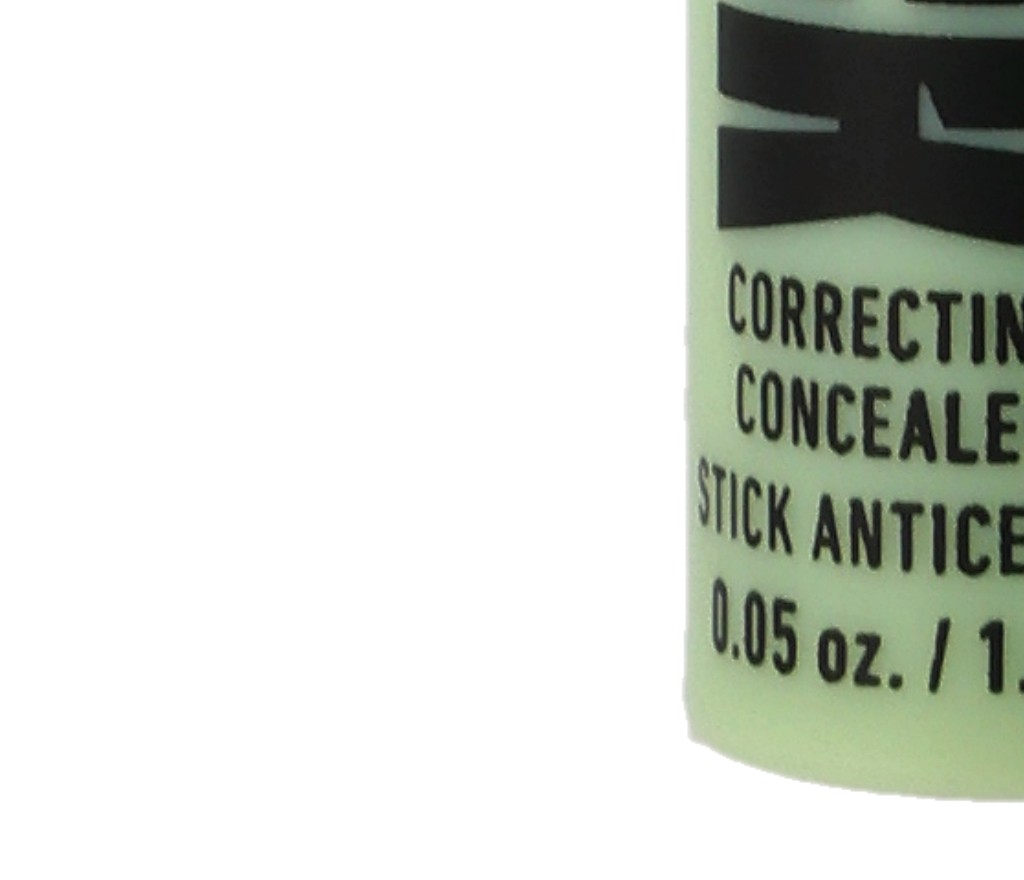 CORRECTIN
CONCEALE
STICK ANTICE
0.05 oz. / 1.